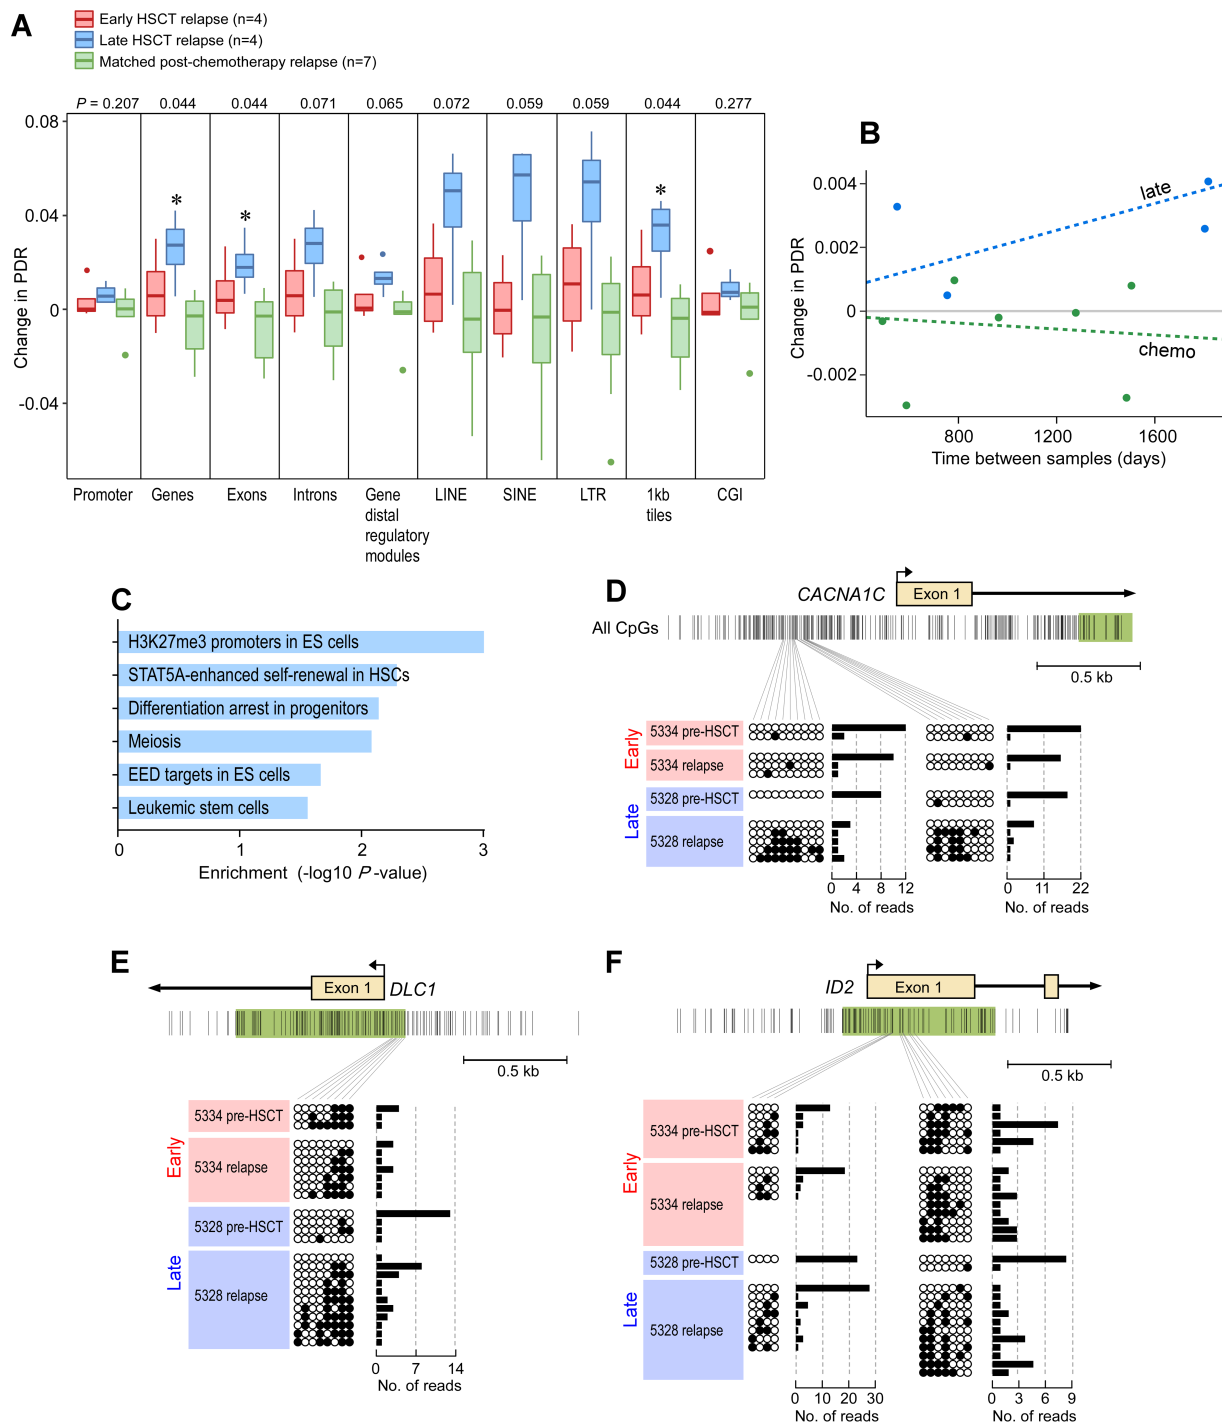 A
Early HSCT relapse (n=4)
Late HSCT relapse (n=4)
Matched post-chemotherapy relapse (n=7)
P = 0.207 0.044 0.044 0.071 0.065 0.072 0.059 0.059 0.044 0.277
0.08
0.04
0
-0.04
Change in PDR
* * *
Promoter Genes Exons Introns Gene distal regulatory modules LINE SINE LTR 1kb tiles CGI
B
0.004
0.002
0
-0.002
Change in PDR
late
chemo
800 1200 1600
Time between samples (days)
C
H3K27me3 promoters in ES cells
STAT5A-enhanced self-renewal in HSCs
Differentiation arrest in progenitors
Meiosis
EED targets in ES cells
Leukemic stem cells
0 1 2 3
Enrichment (-log10 P-value)
D
CACNA1C Exon 1
All CpGs
0.5 kb
Early
5334 pre-HSCT
5334 relapse
Late
5328 pre-HSCT
5328 relapse
0 4 8 12 0 11 22
No. of reads No. of reads
E
Exon 1 DLC1
0.5 kb
Early
5334 pre-HSCT
5334 relapse
Late
5328 pre-HSCT
5328 relapse
0 7 14
No. of reads
F
ID2 Exon 1
0.5 kb
Early
5334 pre-HSCT
5334 relapse
Late
5328 pre-HSCT
5328 relapse
0 10 20 30 0 3 6 9
No. of reads No. of reads